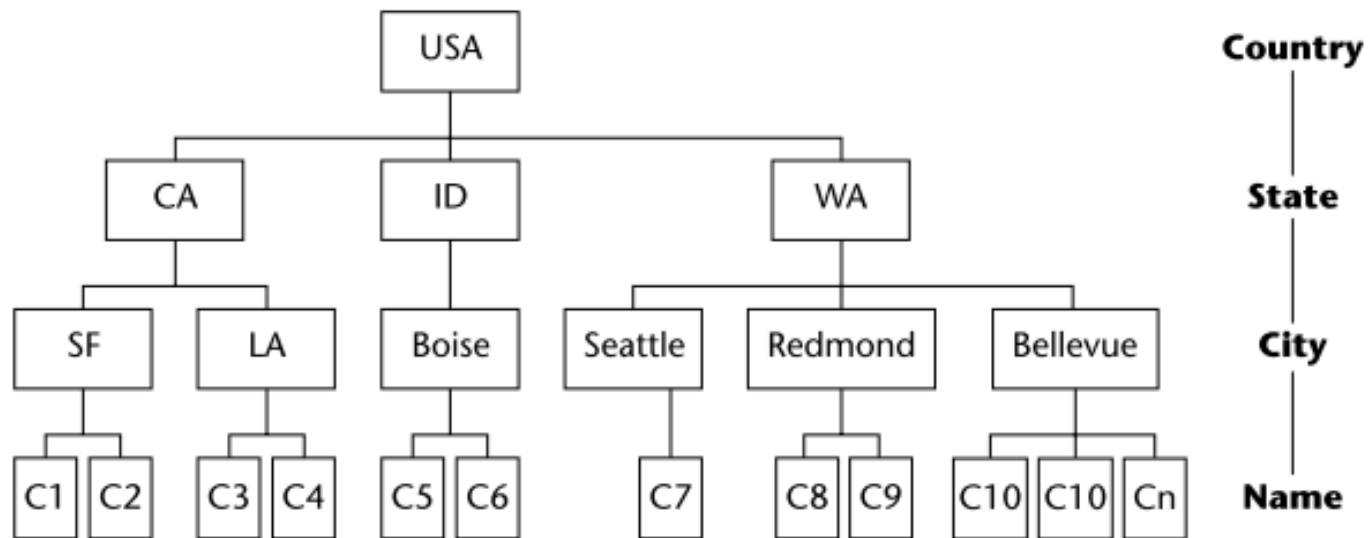 USA Country
CA ID WA State
SF LA Boise Seattle Redmond Bellevue City
C1 C2 C3 C4 C5 C6 C7 C8 C9 C10 C10 Cn Name